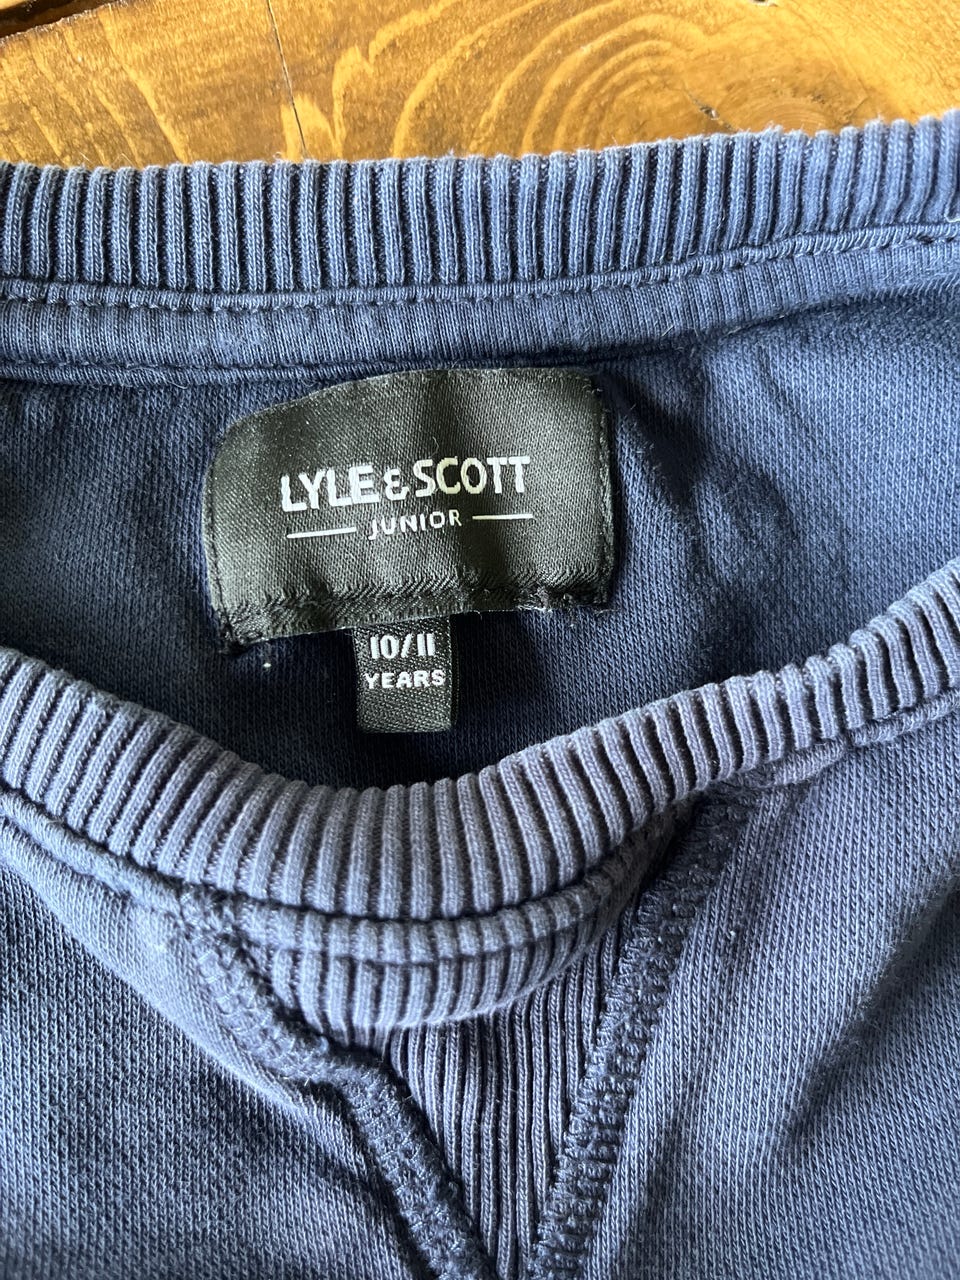 LYLE & SCOTT
JUNIOR
10/11
YEARS